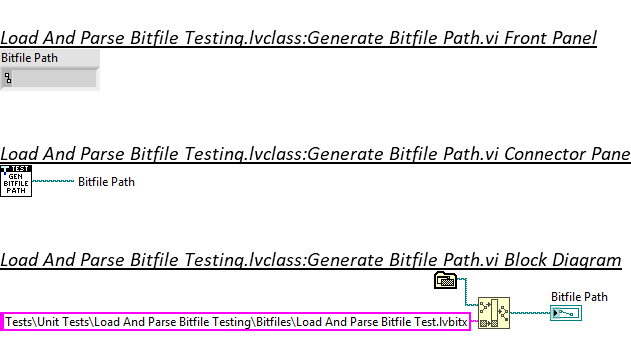 Load And Parse Bitfile Testing.lvclass:Generate Bitfile Path.vi Front Panel
Bitfile Path
Load And Parse Bitfile Testing.lvclass:Generate Bitfile Path.vi Connector Pane
TEST
GEN
BITFILE
PATH
Bitfile Path
Load And Parse Bitfile Testing.lvclass:Generate Bitfile Path.vi Block Diagram
Bitfile Path
Tests\Unit Tests\Load And Parse Bitfile Testing\Bitfiles\Load And Parse Bitfile Test.lvbitx